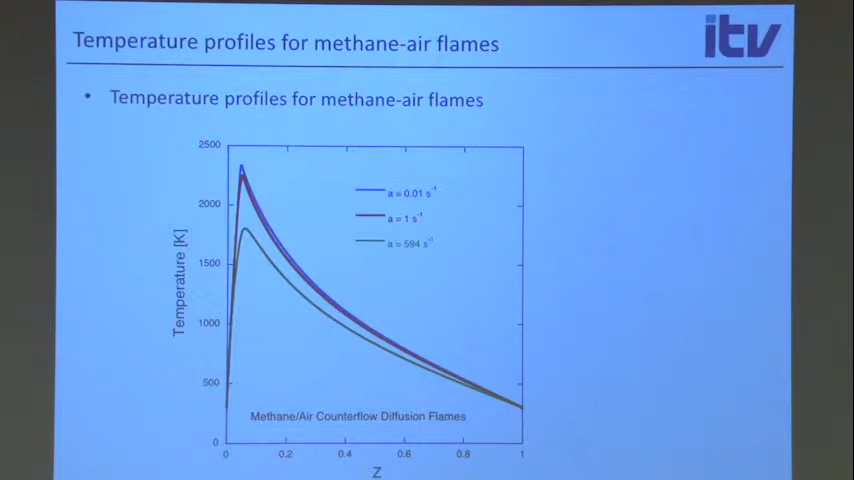 Temperature profiles for methane-air flames
itv
• Temperature profiles for methane-air flames
2500
2000
1500
1000
500
0
Temperature [K]
a = 0.01 s⁻¹
a = 1 s⁻¹
a = 594 s⁻¹
Methane/Air Counterflow Diffusion Flames
0 0.2 0.4 0.6 0.8 1
Z